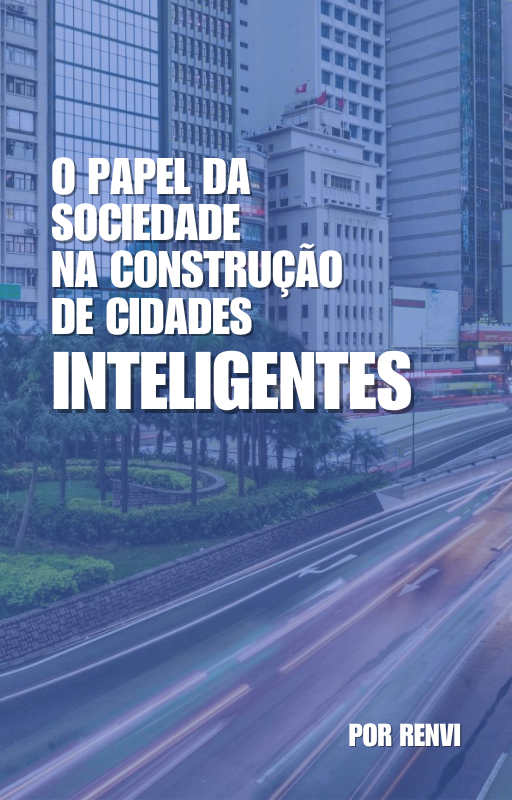 O PAPEL DA
SOCIEDADE
NA CONSTRUÇÃO
DE CIDADES
INTELIGENTES
POR RENVI